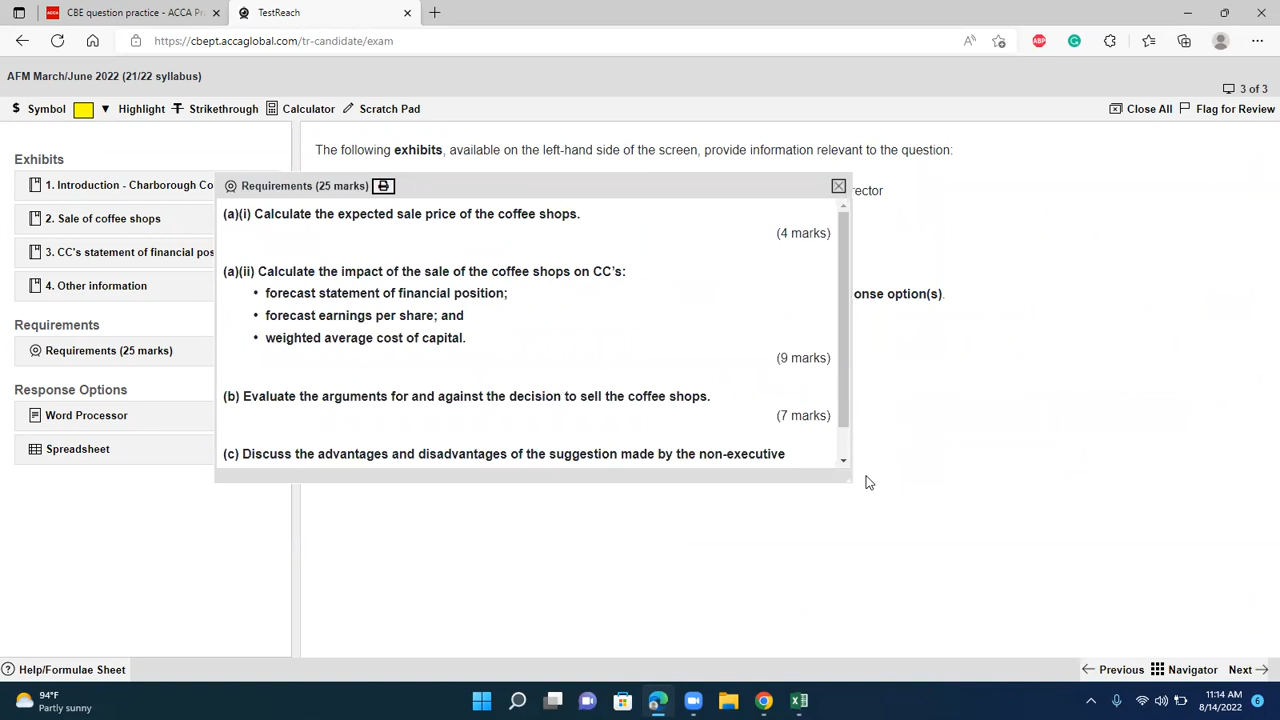 CBE question practice - ACCA Pr
TestReach
https://cbept.accaglobal.com/tr-candidate/exam
AFM March/June 2022 (21/22 syllabus)
3 of 3
$ Symbol Highlight Strikethrough Calculator Scratch Pad Close All Flag for Review
Exhibits
1. Introduction - Charborough Co
2. Sale of coffee shops
3. CC's statement of financial pos
4. Other information
Requirements
Requirements (25 marks)
Response Options
Word Processor
Spreadsheet
The following exhibits, available on the left-hand side of the screen, provide information relevant to the question:
ector
onse option(s).
Requirements (25 marks)
(a)(i) Calculate the expected sale price of the coffee shops.
(4 marks)
(a)(ii) Calculate the impact of the sale of the coffee shops on CC's:
• forecast statement of financial position;
• forecast earnings per share; and
• weighted average cost of capital.
(9 marks)
(b) Evaluate the arguments for and against the decision to sell the coffee shops.
(7 marks)
(c) Discuss the advantages and disadvantages of the suggestion made by the non-executive
Help/Formulae Sheet
Previous Navigator Next
94°F
Partly sunny
11:14 AM
8/14/2022
6
ABP